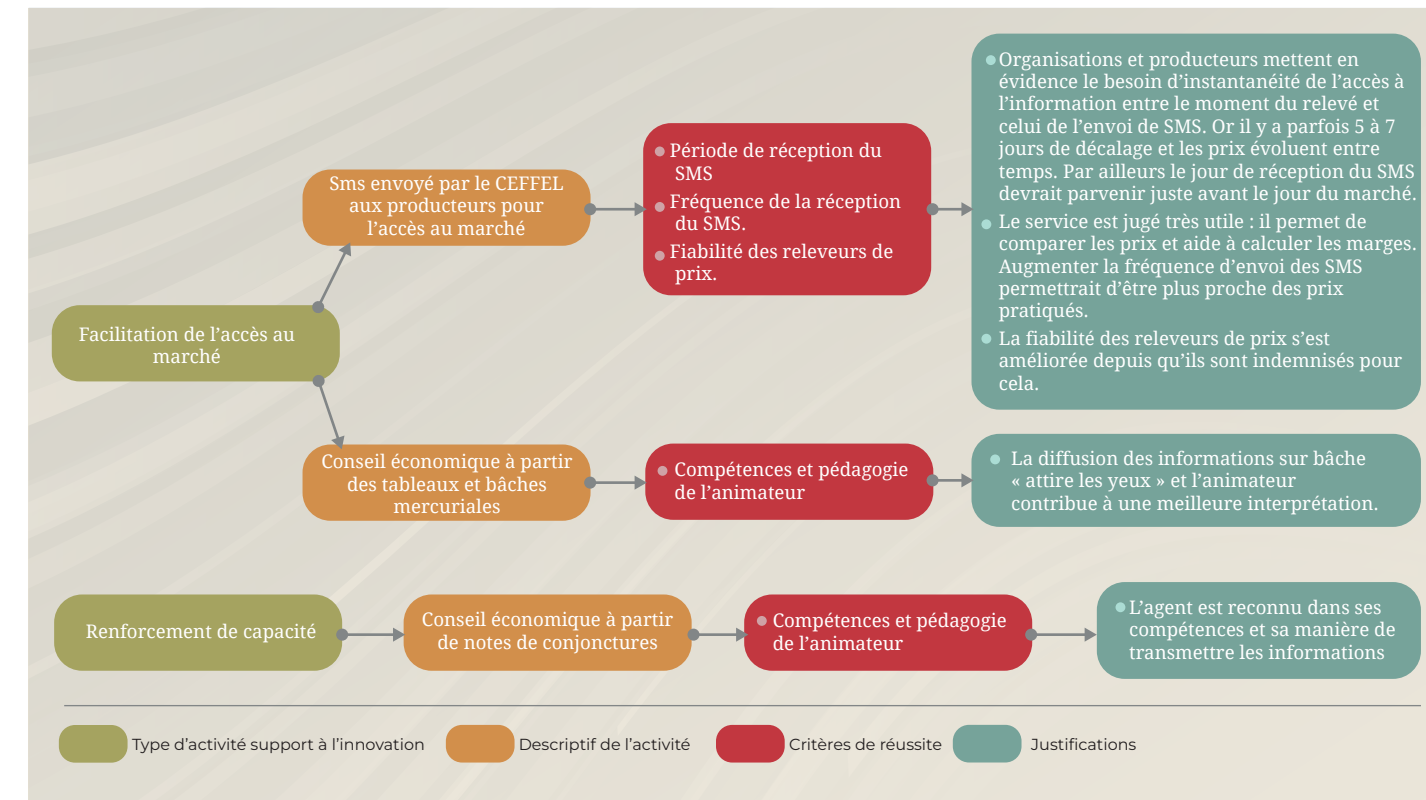 Facilitation de l’accès au
marché
Sms envoyé par le CEFFEL
aux producteurs pour
l’accès au marché
Période de réception du
SMS
Fréquence de la réception
du SMS.
Fiabilité des releveurs de
prix.
Organisations et producteurs mettent en
évidence le besoin d’instantanéité de l’accès à
l’information entre le moment du relevé et
celui de l’envoi de SMS. Or il y a parfois 5 à 7
jours de décalage et les prix évoluent entre
temps. Par ailleurs le jour de réception du SMS
devrait parvenir juste avant le jour du marché.
Le service est jugé très utile : il permet de
comparer les prix et aide à calculer les marges.
Augmenter la fréquence d’envoi des SMS
permettrait d’être plus proche des prix
pratiqués.
La fiabilité des releveurs de prix s’est
améliorée depuis qu’ils sont indemnisés pour
cela.
Conseil économique à partir
des tableaux et bâches
mercuriales
Compétences et pédagogie
de l’animateur
La diffusion des informations sur bâche
« attire les yeux » et l’animateur
contribue à une meilleure interprétation.
Renforcement de capacité
Conseil économique à partir
de notes de conjonctures
Compétences et pédagogie
de l’animateur
L’agent est reconnu dans ses
compétences et sa manière de
transmettre les informations
Type d’activité support à l’innovation
Descriptif de l’activité
Critères de réussite
Justifications